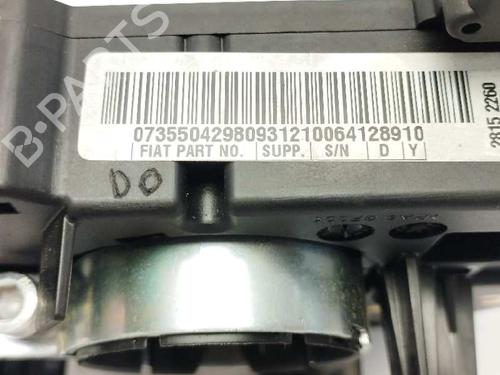 B-PARTS
07355042980931210064128910
FIAT PART NO. SUPP. S/N D Y
2815 2260
DO